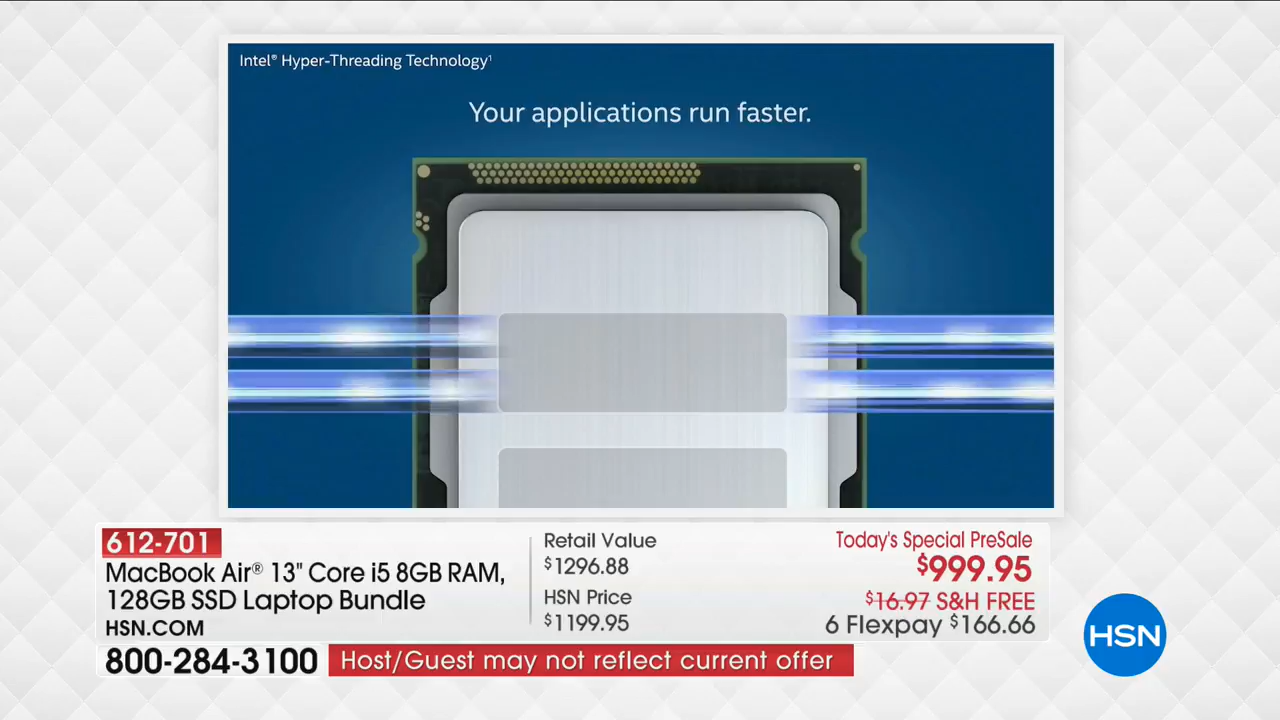 Intel® Hyper-Threading Technology¹
Your applications run faster.
612-701
MacBook Air® 13" Core i5 8GB RAM,
128GB SSD Laptop Bundle
HSN.COM
Retail Value
$1296.88
HSN Price
$1199.95
Today's Special PreSale
$999.95
$16.97 S&H FREE
6 Flexpay $166.66
HSN
800-284-3100
Host/Guest may not reflect current offer